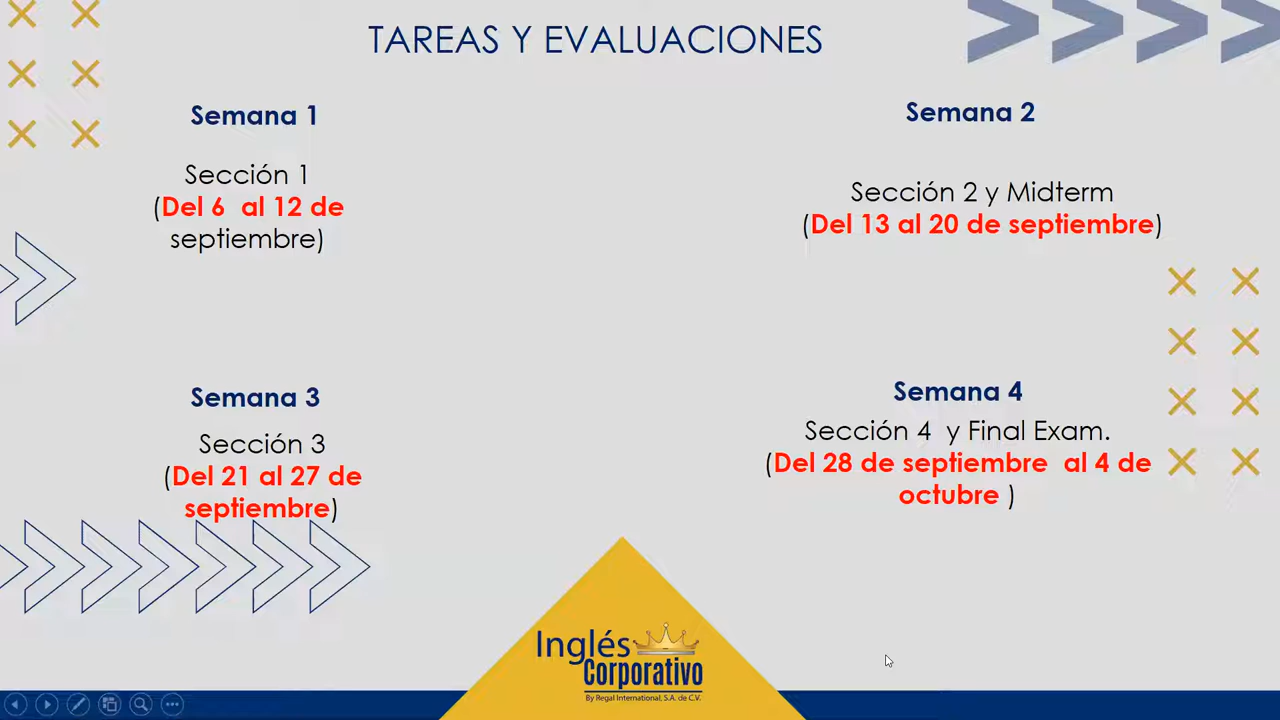 TAREAS Y EVALUACIONES
Semana 1
Sección 1
(Del 6  al 12 de
septiembre)
Semana 2
Sección 2 y Midterm
(Del 13 al 20 de septiembre)
Semana 3
Sección 3
(Del 21 al 27 de
septiembre)
Semana 4
Sección 4  y Final Exam.
(Del 28 de septiembre  al 4 de
octubre )
Inglés
Corporativo
By Regal International, S.A. de C.V.